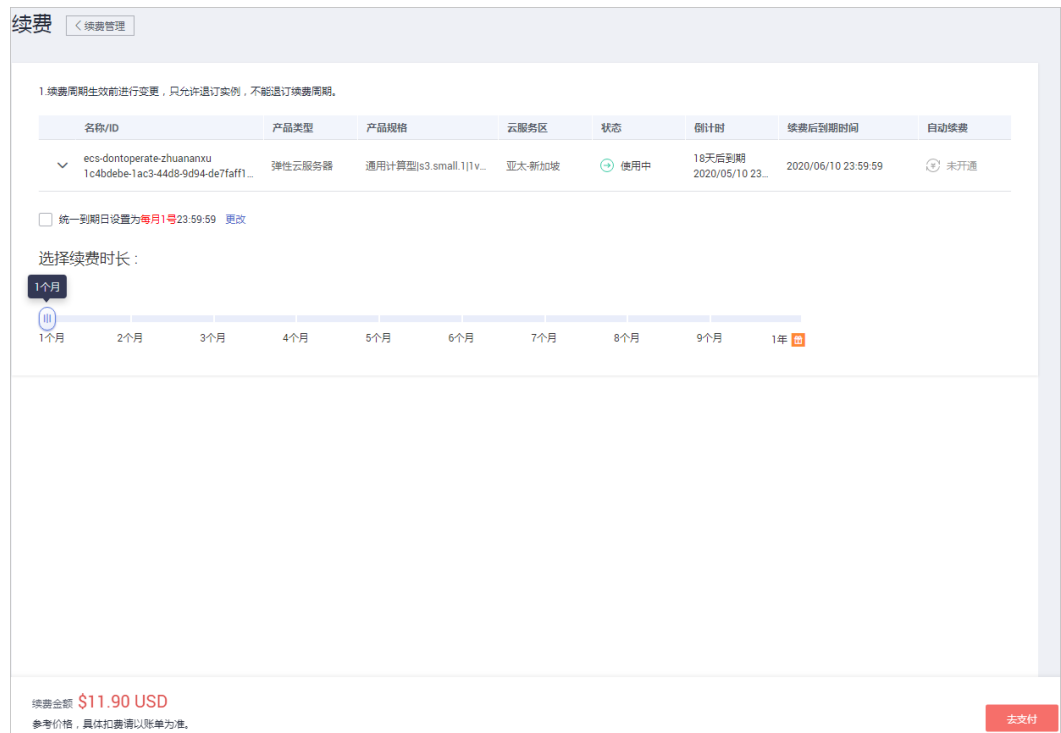 续费 < 续费管理
1.续费周期生效前进行变更，只允许退订实例，不能退订续费周期。
名称/ID 产品类型 产品规格 云服务区 状态 倒计时 续费后到期时间 自动续费
ecs-dontoperate-zhuananxu 18天后到期
弹性云服务器 通用计算型|s3.small.1|1v... 亚太-新加坡 使用中 2020/06/10 23:59:59 未开通
1c4bdebe-1ac3-44d8-9d94-de7faff1... 2020/05/10 23...
统一到期日设置为每月1号23:59:59 更改
选择续费时长 :
1个月
1个月 2个月 3个月 4个月 5个月 6个月 7个月 8个月 9个月 1年
续费金额 $11.90 USD
参考价格，具体扣费请以账单为准。
去支付